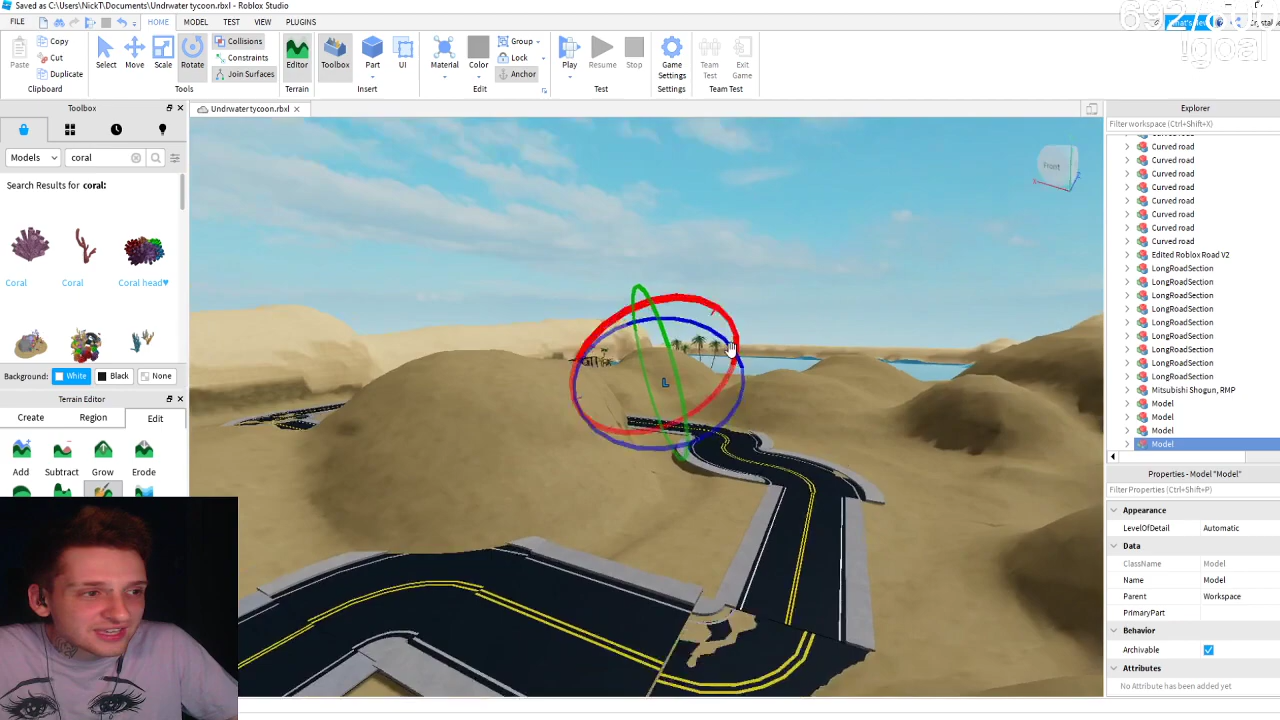 Saved as C:\Users\NickT\Documents\Undrwater tycoon.rbxl - Roblox Studio
FILE HOME MODEL TEST VIEW PLUGINS
What's new
!goal
Paste Copy Cut Duplicate
Clipboard
Select Move Scale Rotate
Collisions
Constraints
Join Surfaces
Tools
Editor
Terrain
Toolbox Part UI
Insert
Material Color
Group
Lock
Anchor
Edit
Play Resume Stop
Test
Game Settings
Settings
Team Test
Exit Game
Team Test
Toolbox
Models coral
Search Results for coral:
Coral Coral Coral head♥
Background: White Black None
Terrain Editor
Create Region Edit
Add Subtract Grow Erode
Undrwater tycoon.rbxl
Front
L
Explorer
Filter workspace (Ctrl+Shift+X)
Curved road
Curved road
Curved road
Curved road
Curved road
Curved road
Curved road
Curved road
Curved road
Edited Roblox Road V2
LongRoadSection
LongRoadSection
LongRoadSection
LongRoadSection
LongRoadSection
LongRoadSection
LongRoadSection
LongRoadSection
LongRoadSection
Mitsubishi Shogun, RMP
Model
Model
Model
Model
Properties - Model "Model"
Filter Properties (Ctrl+Shift+P)
Appearance
LevelOfDetail Automatic
Data
ClassName Model
Name Model
Parent Workspace
PrimaryPart
Behavior
Archivable
Attributes
No Attribute has been added yet